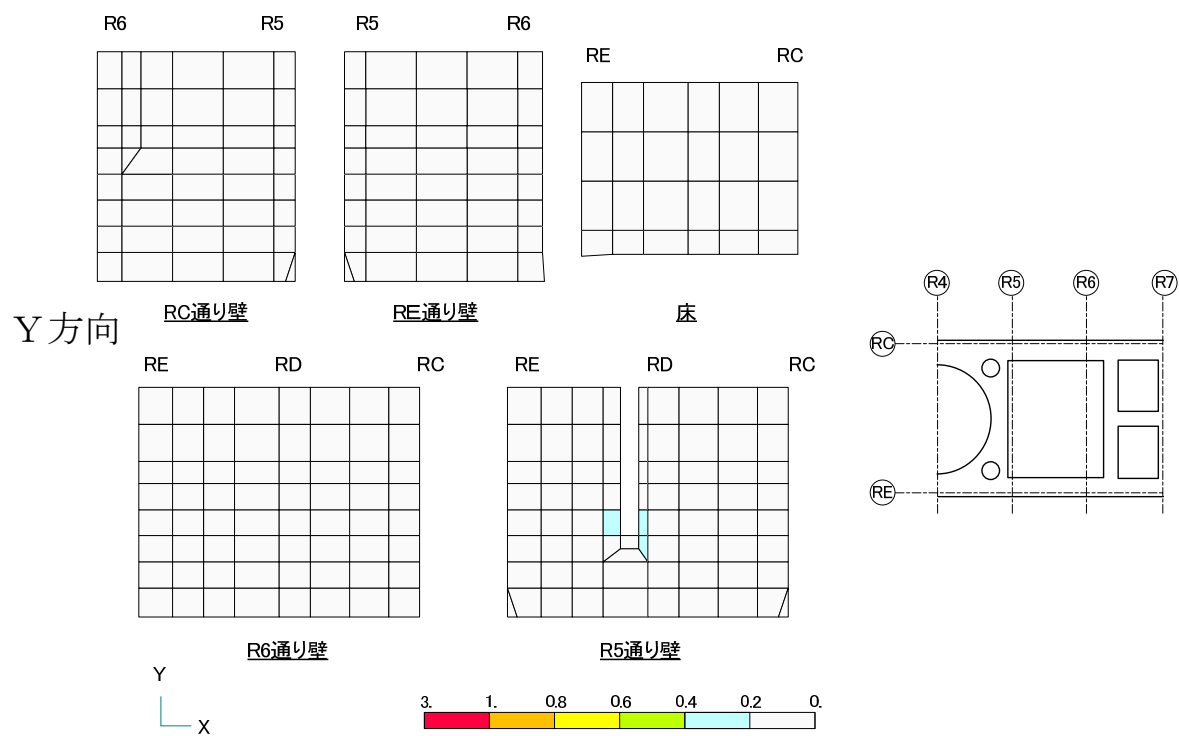 R6 R5 R5 R6
RE RC
RC通り壁 RE通り壁 床
Y方向
RE RD RC RE RD RC
R6通り壁 R5通り壁
Y
X
3. 1. 0.8 0.6 0.4 0.2 0.
R4 R5 R6 R7
RC
RE